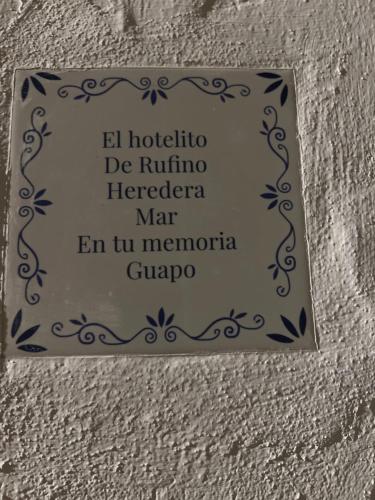 El hotelito
De Rufino
Heredera
Mar
En tu memoria
Guapo